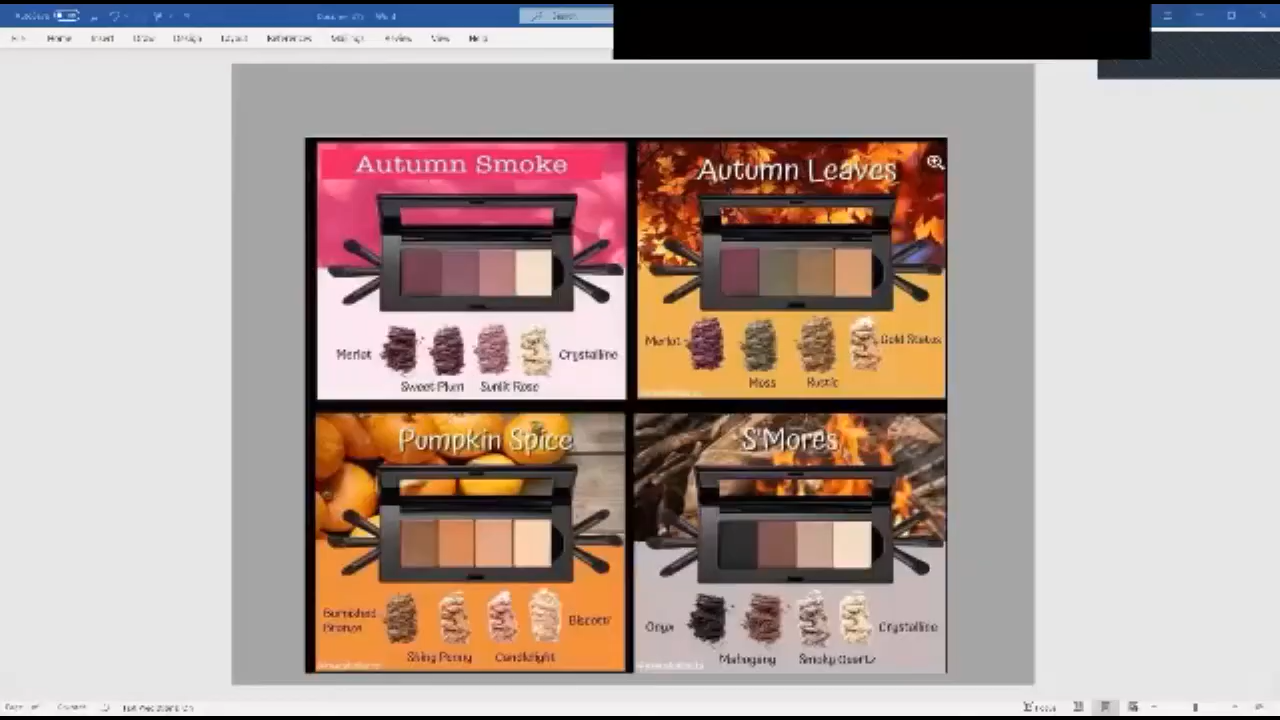 Search
Home
Insert
Draw
Design
Layout
References
Mailings
Review
View
Help
Autumn Smoke
Merlot
Crystalline
Sweet Plum Sunlit Rose
Autumn Leaves
Merlot
Gold Status
Moss Rustic
Pumpkin Spice
Burnished
Bronze
Biscotti
Shiny Penny Candlelight
S'Mores
Onyx
Crystalline
Mahogany Smoky Quartz
Focus